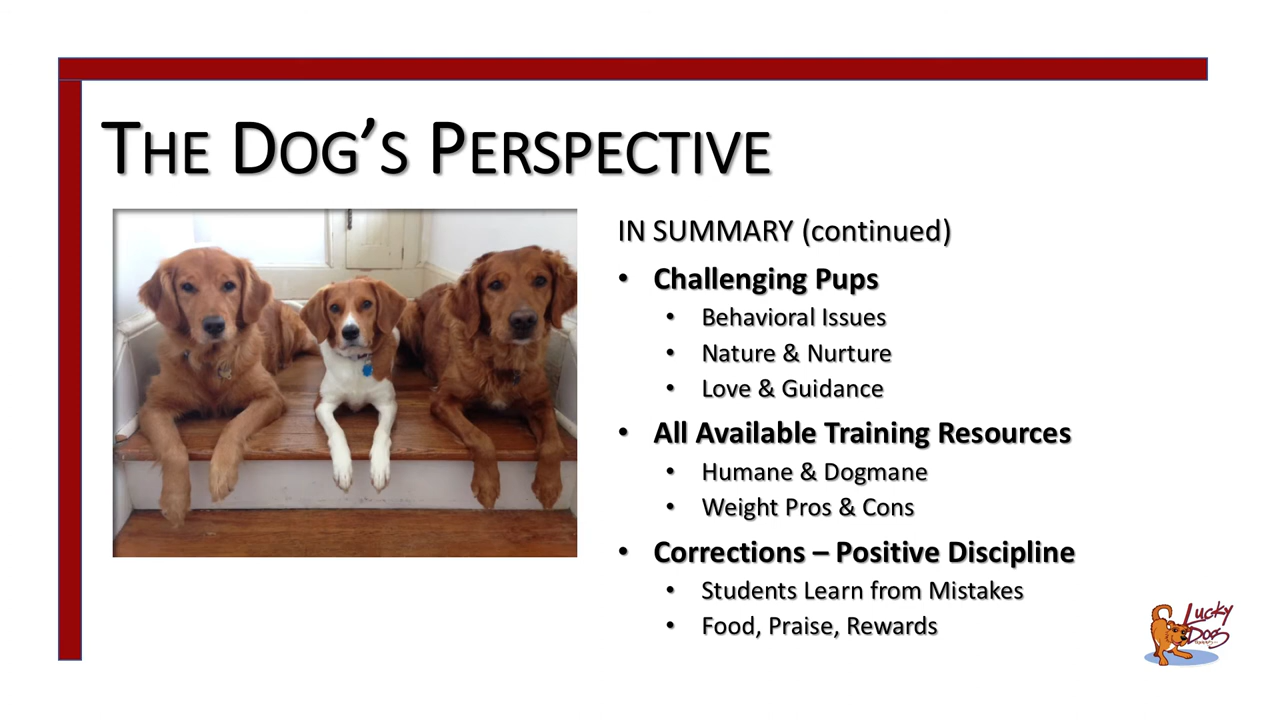 THE DOG’S PERSPECTIVE
IN SUMMARY (continued)
• Challenging Pups
• Behavioral Issues
• Nature & Nurture
• Love & Guidance
• All Available Training Resources
• Humane & Dogmane
• Weight Pros & Cons
• Corrections – Positive Discipline
• Students Learn from Mistakes
• Food, Praise, Rewards
Lucky
Dog